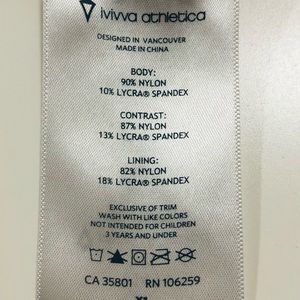 ivivva athletica
DESIGNED IN VANCOUVER
MADE IN CHINA
BODY:
90% NYLON
10% LYCRA® SPANDEX
CONTRAST:
87% NYLON
13% LYCRA® SPANDEX
LINING:
82% NYLON
18% LYCRA® SPANDEX
EXCLUSIVE OF TRIM
WASH WITH LIKE COLORS
NOT INTENDED FOR CHILDREN
3 YEARS AND UNDER
CA 35801 RN 106259